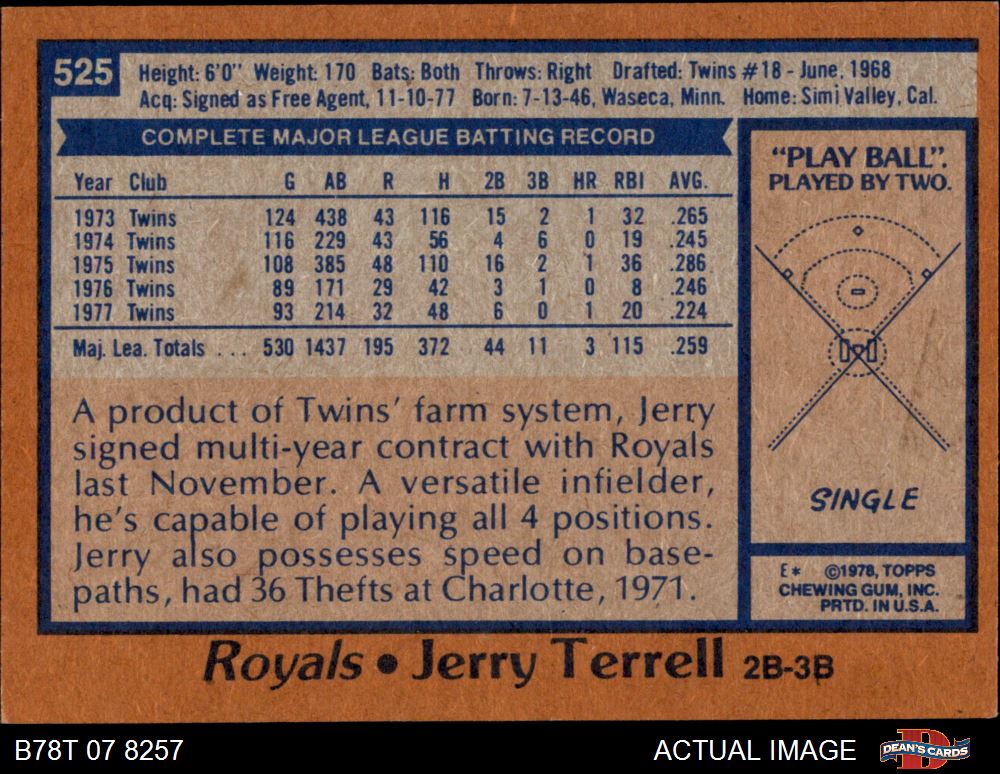 525
Height: 6'0" Weight: 170 Bats: Both Throws: Right Drafted: Twins #18 - June, 1968
Acq: Signed as Free Agent, 11-10-77 Born: 7-13-46, Waseca, Minn. Home: Simi Valley, Cal.
COMPLETE MAJOR LEAGUE BATTING RECORD
Year Club G AB R H 2B 3B HR RBI AVG.
1973 Twins 124 438 43 116 15 2 1 32 .265
1974 Twins 116 229 43 56 4 6 0 19 .245
1975 Twins 108 385 48 110 16 2 1 36 .286
1976 Twins 89 171 29 42 3 1 0 8 .246
1977 Twins 93 214 32 48 6 0 1 20 .224
Maj. Lea. Totals ... 530 1437 195 372 44 11 3 115 .259
A product of Twins' farm system, Jerry
signed multi-year contract with Royals
last November. A versatile infielder,
he's capable of playing all 4 positions.
Jerry also possesses speed on base-
paths, had 36 Thefts at Charlotte, 1971.
"PLAY BALL".
PLAYED BY TWO.
SINGLE
E* ©1978, TOPPS
CHEWING GUM, INC.
PRTD. IN U.S.A.
Royals • Jerry Terrell 2B-3B
B78T 07 8257
ACTUAL IMAGE
DEAN'S CARDS